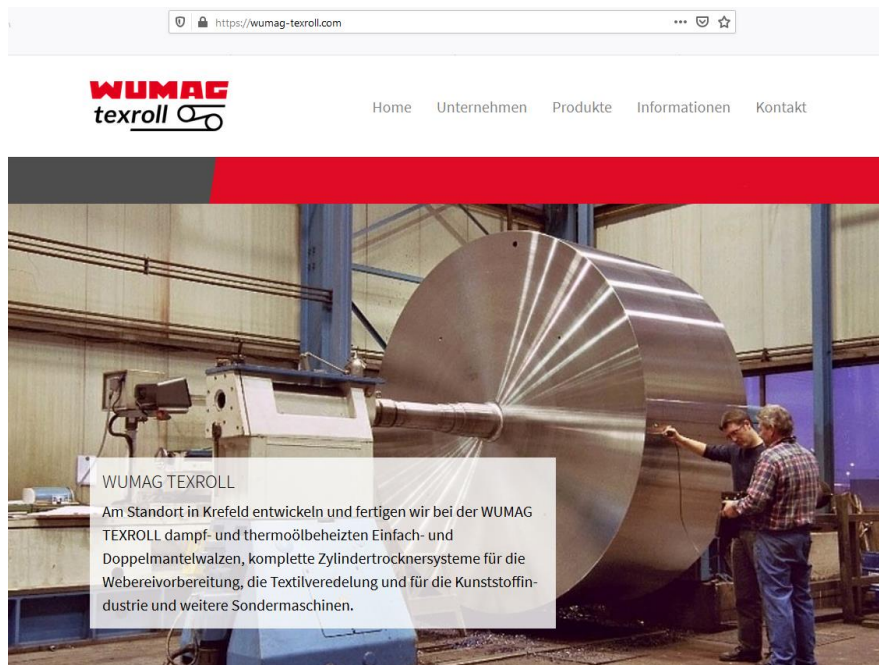 https://wumag-texroll.com
WUMAG
texroll
Home Unternehmen Produkte Informationen Kontakt
WUMAG TEXROLL
Am Standort in Krefeld entwickeln und fertigen wir bei der WUMAG
TEXROLL dampf- und thermoölbeheizten Einfach- und
Doppelmantelwalzen, komplette Zylindertrocknersysteme für die
Webereivorbereitung, die Textilveredelung und für die Kunststoffin-
dustrie und weitere Sondermaschinen.